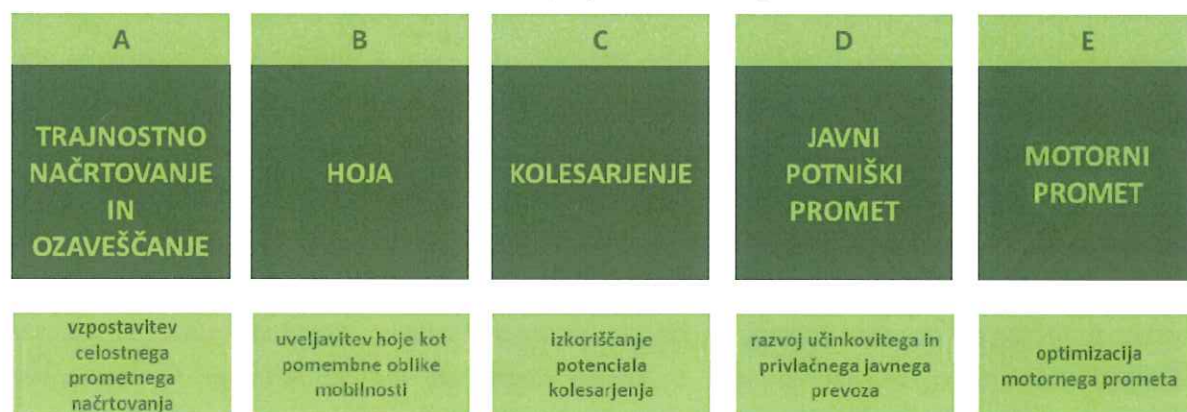 A
TRAJNOSTNO
NAČRTOVANJE
IN
OZAVEŠČANJE
vzpostavitev
celostnega
prometnega
načrtovanja
B
HOJA
uveljavitev hoje kot
pomembne oblike
mobilnosti
C
KOLESARJENJE
izkoriščanje
potenciala
kolesarjenja
D
JAVNI
POTNIŠKI
PROMET
razvoj učinkovitega in
privlačnega javnega
prevoza
E
MOTORNI
PROMET
optimizacija
motornega prometa